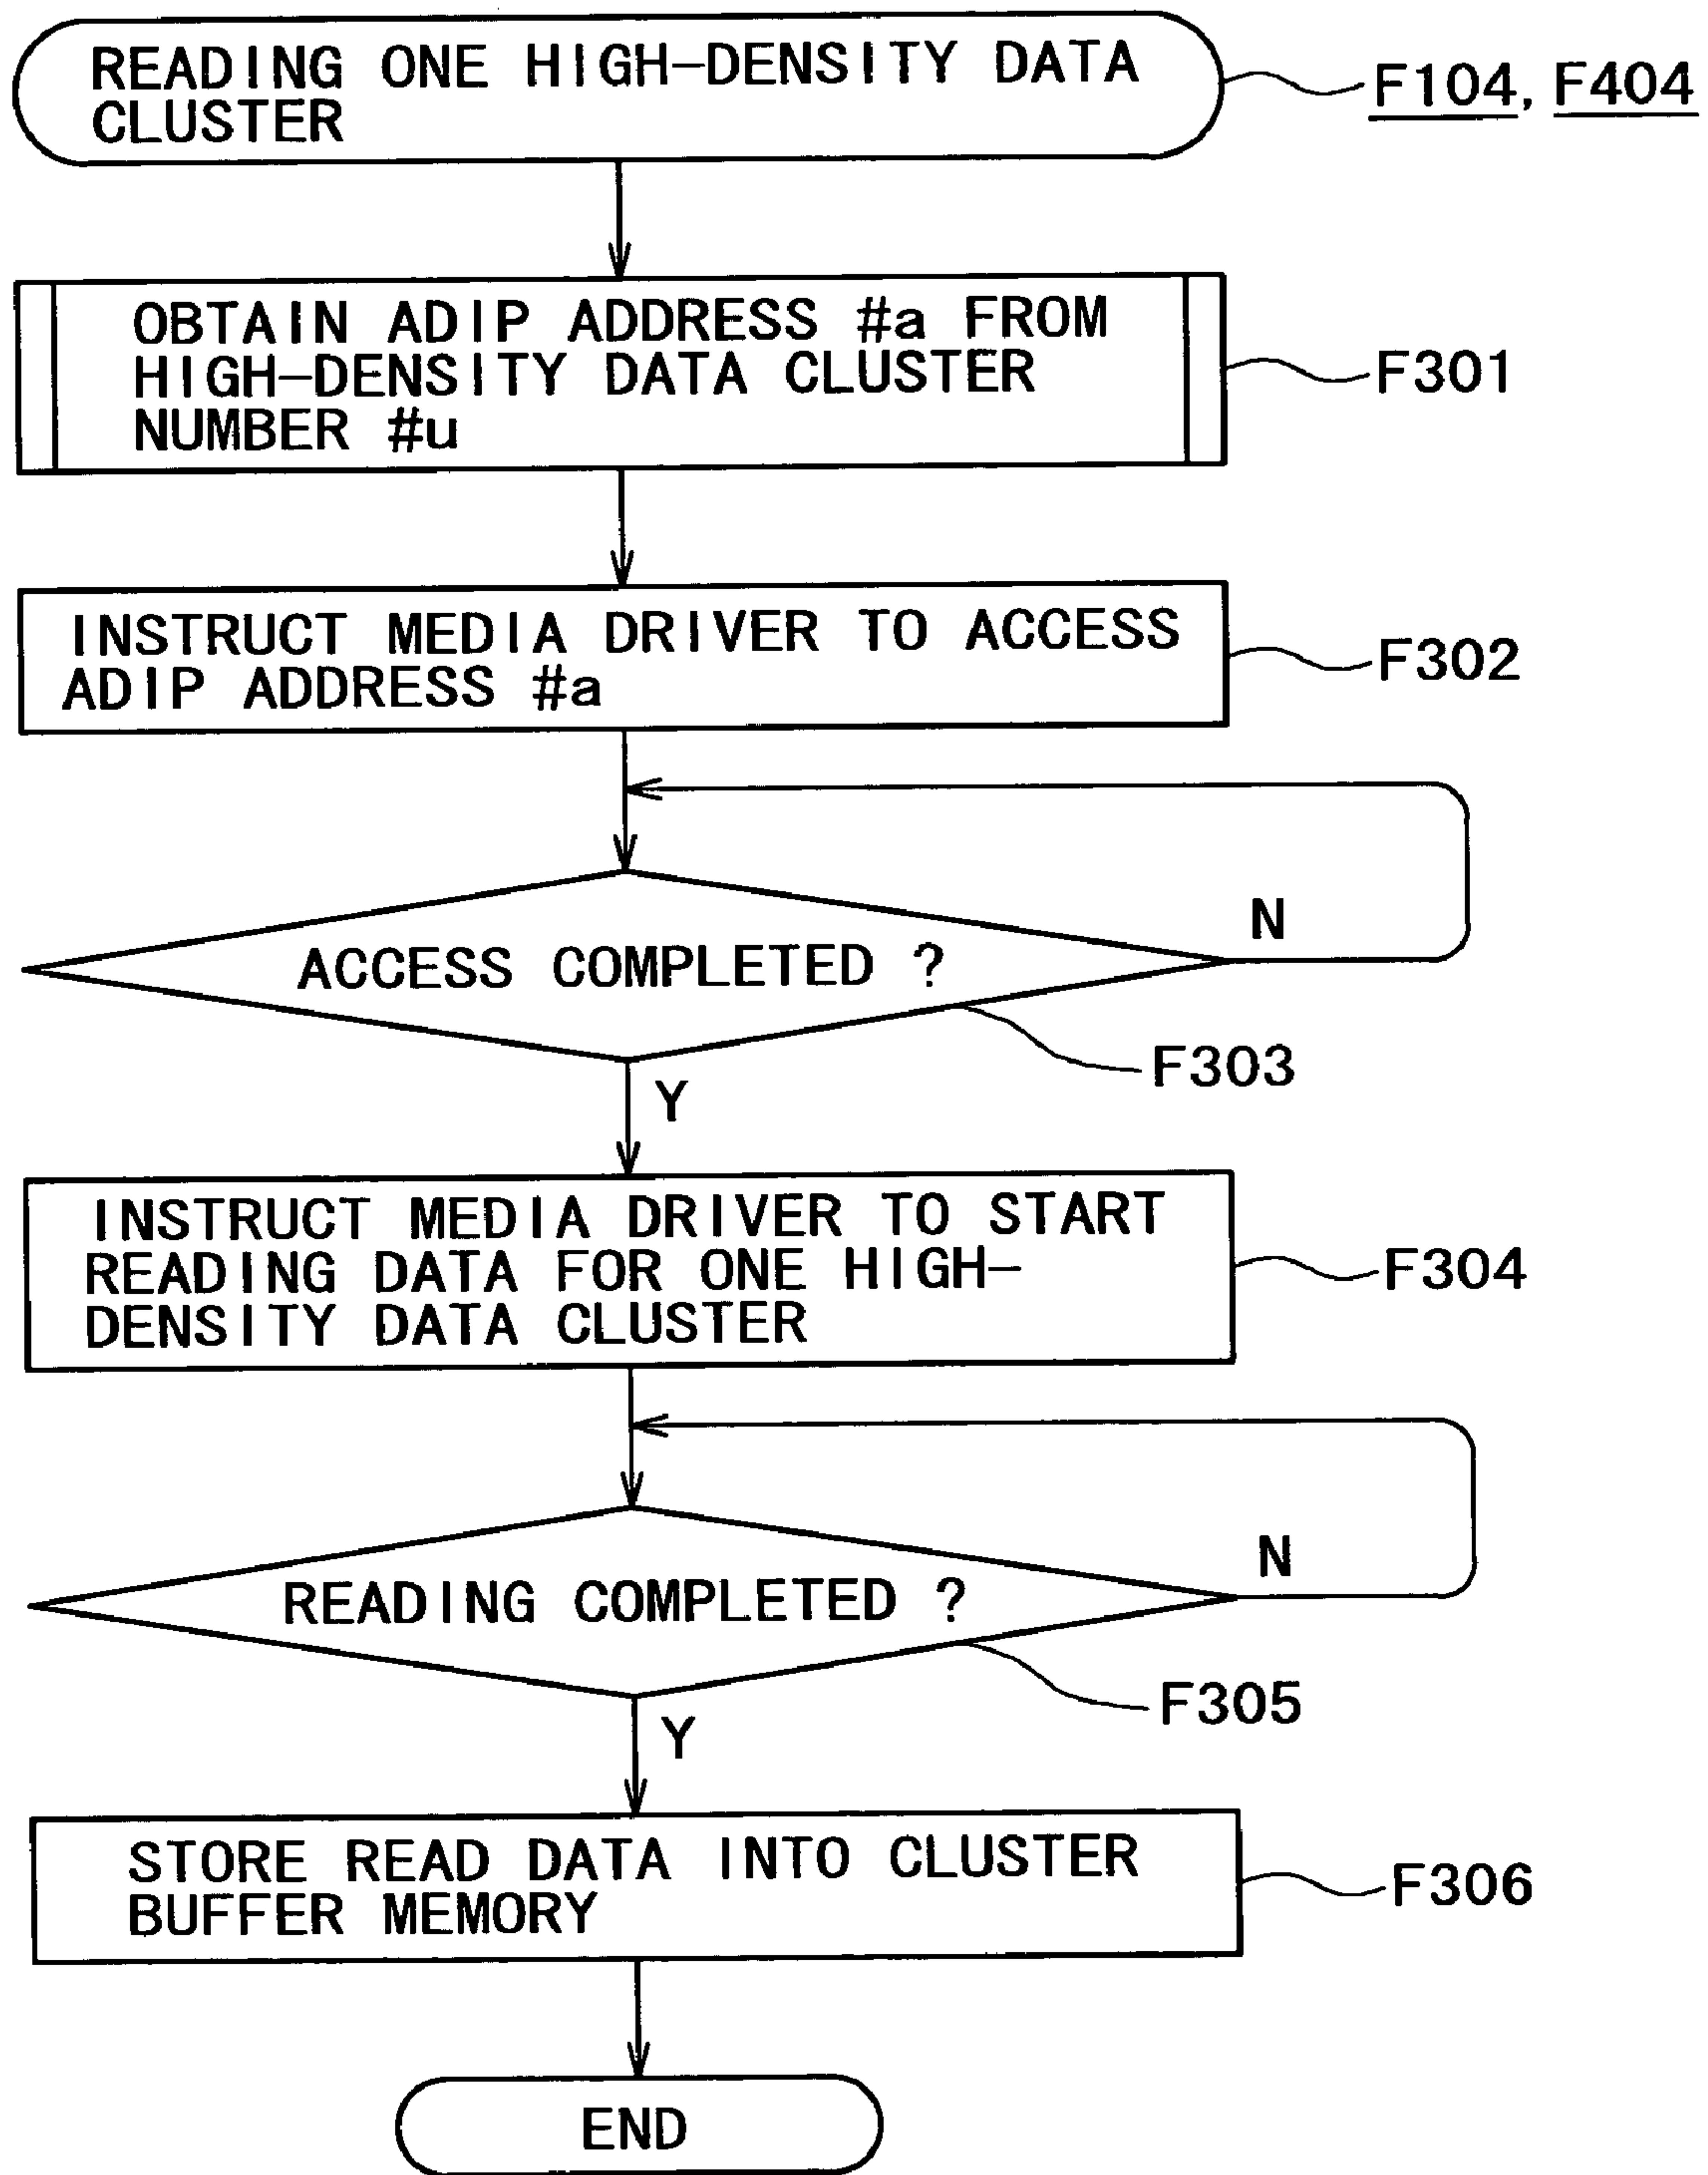 READING ONE HIGH-DENSITY DATA
CLUSTER
F104, F404
OBTAIN ADIP ADDRESS #a FROM
HIGH-DENSITY DATA CLUSTER
NUMBER #u
F301
INSTRUCT MEDIA DRIVER TO ACCESS
ADIP ADDRESS #a
F302
N
ACCESS COMPLETED ?
F303
Y
INSTRUCT MEDIA DRIVER TO START
READING DATA FOR ONE HIGH-
DENSITY DATA CLUSTER
F304
N
READING COMPLETED ?
F305
Y
STORE READ DATA INTO CLUSTER
BUFFER MEMORY
F306
END